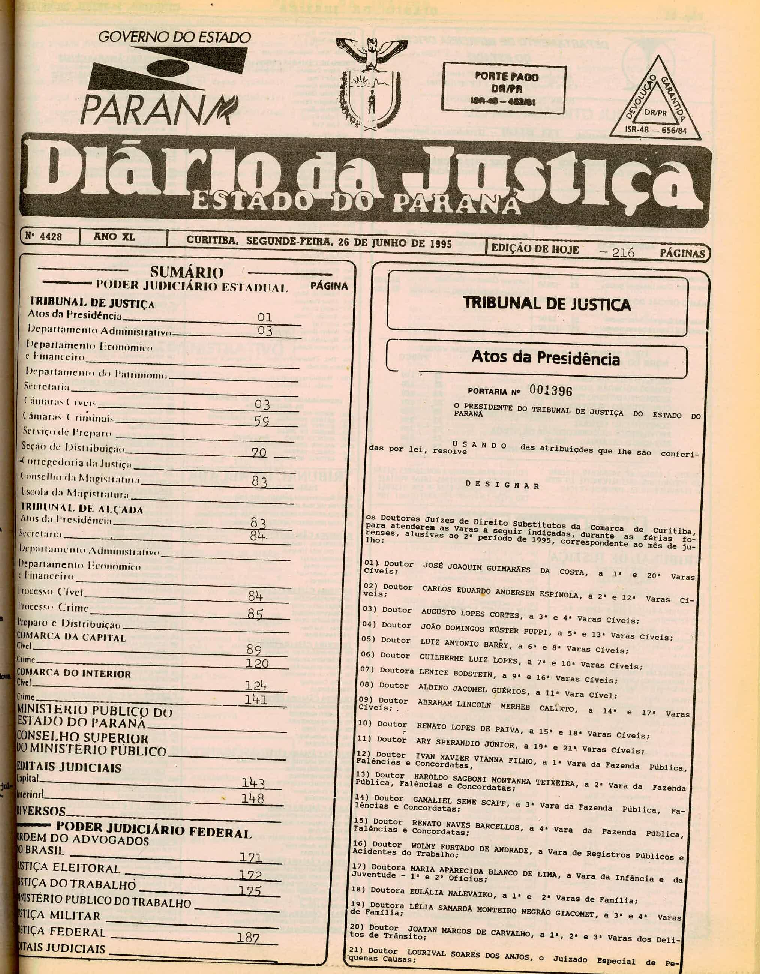 GOVERNO DO ESTADO
PARANÁ
PORTE PAGO
DR/PR
ISR-48 - 453/81
DEVOLUÇÃO
GARANTIDA
DR/PR
ISR-48 - 656/84
Diário da Justiça
ESTADO DO PARANÁ
Nº 4428
ANO XL
CURITIBA, SEGUNDE-FEIRA, 26 DE JUNHO DE 1995
EDIÇÃO DE HOJE - 216 PÁGINAS
SUMÁRIO
PODER JUDICIÁRIO ESTADUAL PÁGINA
TRIBUNAL DE JUSTIÇA
Atos da Presidência 01
Departamento Administrativo 03
Departamento Econômico
e Financeiro
Departamento do Patrimônio
Secretaria
Câmaras Cíveis 03
Câmaras Criminais 59
Serviço de Preparo
Seção de Distribuição 70
Corregedoria da Justiça
Conselho da Magistratura 83
Escola da Magistratura
TRIBUNAL DE ALÇADA
Atos da Presidência 83
Secretaria 84
Departamento Administrativo
Departamento Econômico
e Financeiro
Processo Cível 84
Processo Crime 85
Preparo e Distribuição
COMARCA DA CAPITAL
Cível 89
Crime 120
COMARCA DO INTERIOR
Cível 124
Crime 141
MINISTÉRIO PÚBLICO DO
ESTADO DO PARANÁ
CONSELHO SUPERIOR
DO MINISTÉRIO PÚBLICO
EDITAIS JUDICIAIS
Capital 143
Interior 148
DIVERSOS
PODER JUDICIÁRIO FEDERAL
ORDEM DO ADVOGADOS
DO BRASIL 171
JUSTIÇA ELEITORAL 172
JUSTIÇA DO TRABALHO 175
MINISTÉRIO PÚBLICO DO TRABALHO
JUSTIÇA MILITAR
JUSTIÇA FEDERAL 187
EDITAIS JUDICIAIS
TRIBUNAL DE JUSTIÇA
Atos da Presidência
PORTARIA Nº 001396
O PRESIDENTE DO TRIBUNAL DE JUSTIÇA DO ESTADO DO
PARANÁ
U S A N D O das atribuições que lhe são conferi-
das por lei, resolve
D E S I G N A R
os Doutores Juízes de Direito Substitutos da Comarca de Curitiba,
para atenderem as Varas a seguir indicadas, durante as férias fo-
renses, alusivas ao 2º período de 1995, correspondente ao mês de ju-
lho:
01) Doutor JOSÉ JOAQUIN GUIMARÃES DA COSTA, a 1ª e 20ª Varas
Cíveis;
02) Doutor CARLOS EDUARDO ANDERSEN ESPÍNOLA, a 2ª e 12ª Varas Cí-
veis;
03) Doutor AUGUSTO LOPES CORTES, a 3ª e 4ª Varas Cíveis;
04) Doutor JOÃO DOMINGOS KÜSTER PUPPI, a 5ª e 13ª Varas Cíveis;
05) Doutor LUIZ ANTONIO BARRY, a 6ª e 8ª Varas Cíveis;
06) Doutor GUILHERME LUIZ LOPES, a 7ª e 10ª Varas Cíveis;
07) Doutora LENICE BODSTEIN, a 9ª e 16ª Varas Cíveis;
08) Doutor ALBINO JACOMEL GUÉRIOS, a 11ª Vara Cível;
09) Doutor ABRAHAM LINCOLN MERHEB CALIXTO, a 14ª e 17ª Varas
Cíveis;
10) Doutor RENATO LOPES DE PAIVA, a 15ª e 18ª Varas Cíveis;
11) Doutor ARY SPERANDIO JÚNIOR, a 19ª e 21ª Varas Cíveis;
12) Doutor IVAN XAVIER VIANNA FILHO, a 1ª Vara da Fazenda Pública,
Falências e Concordatas,
13) Doutor HAROLDO SAGBONI MONTANHA TEIXEIRA, a 2ª Vara da Fazenda
Pública, Falências e Concordatas;
14) Doutor GAMALIEL SEME SCAFF, a 3ª Vara da Fazenda Pública, Fa-
lências e Concordatas;
15) Doutor RENATO NAVES BARCELLOS, a 4ª Vara da Fazenda Pública,
Falências e Concordatas;
16) Doutor WOLNY FURTADO DE ANDRADE, a Vara de Registros Públicos e
Acidentes do Trabalho;
17) Doutora MARIA APARECIDA BLANCO DE LIMA, a Vara da Infância e da
Juventude - 1º e 2º Ofícios;
18) Doutora EULÁLIA NALEVAIKO, a 1ª e 2ª Varas de Família;
19) Doutora LÉLIA SAMARDÃ MONTEIRO NEGRÃO GIACOMET, a 3ª e 4ª Varas
de Família;
20) Doutor JOATAN MARCOS DE CARVALHO, a 1ª, 2ª e 3ª Varas dos Deli-
tos de Trânsito;
21) Doutor LOURIVAL SOARES DOS ANJOS, o Juizado Especial de Pe-
quenas Causas;